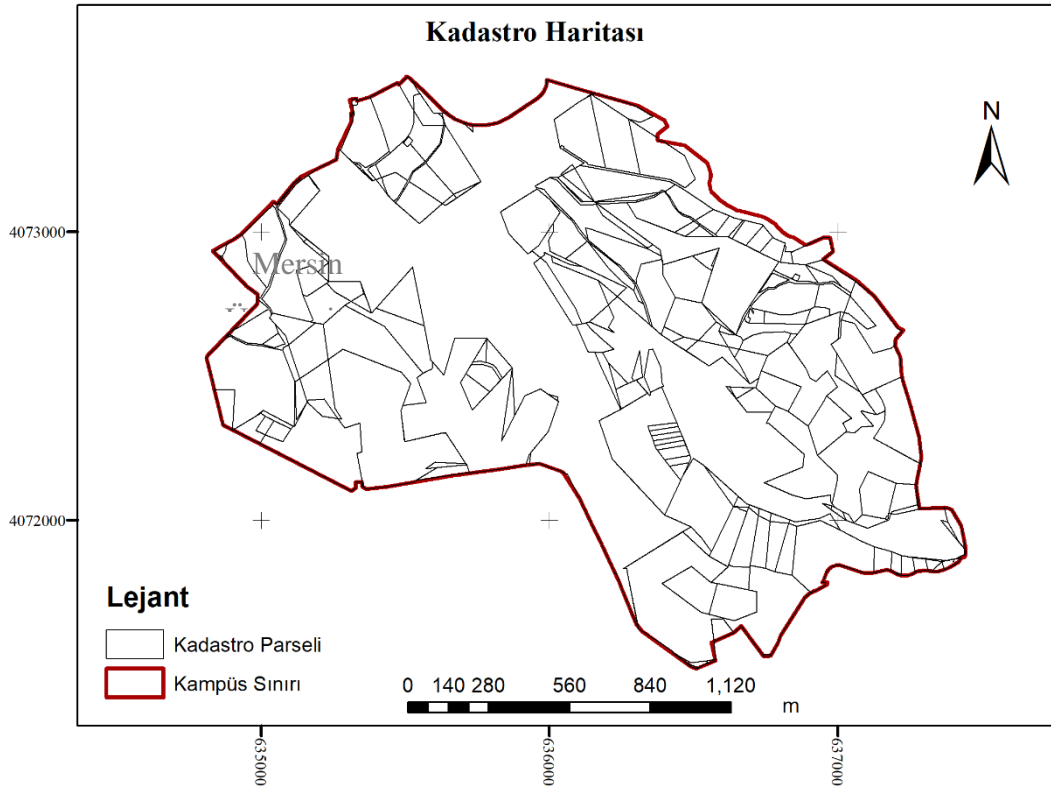 Kadastro Haritası
N
4073000
Mersin
4072000
Lejant
Kadastro Parseli
Kampüs Sınırı
0 140 280 560 840 1,120
m
635000
636000
637000